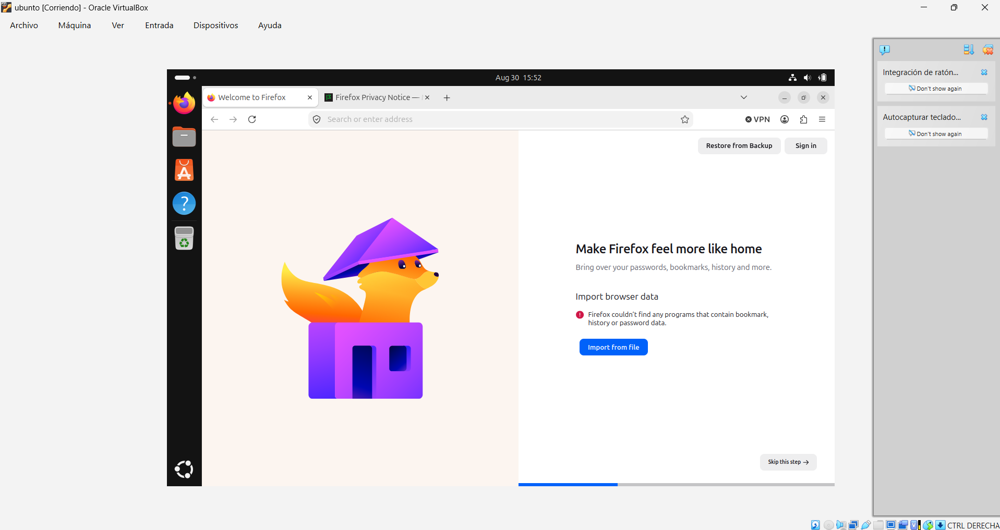 ubunto [Corriendo] - Oracle VirtualBox
Archivo Máquina Ver Entrada Dispositivos Ayuda
Aug 30 15:52
Welcome to Firefox
Firefox Privacy Notice —
Search or enter address
VPN
Restore from Backup
Sign in
Make Firefox feel more like home
Bring over your passwords, bookmarks, history and more.
Import browser data
Firefox couldn't find any programs that contain bookmark,
history or password data.
Import from file
Skip this step →
Integración de ratón...
Don't show again
Autocapturar teclado...
Don't show again
CTRL DERECHA